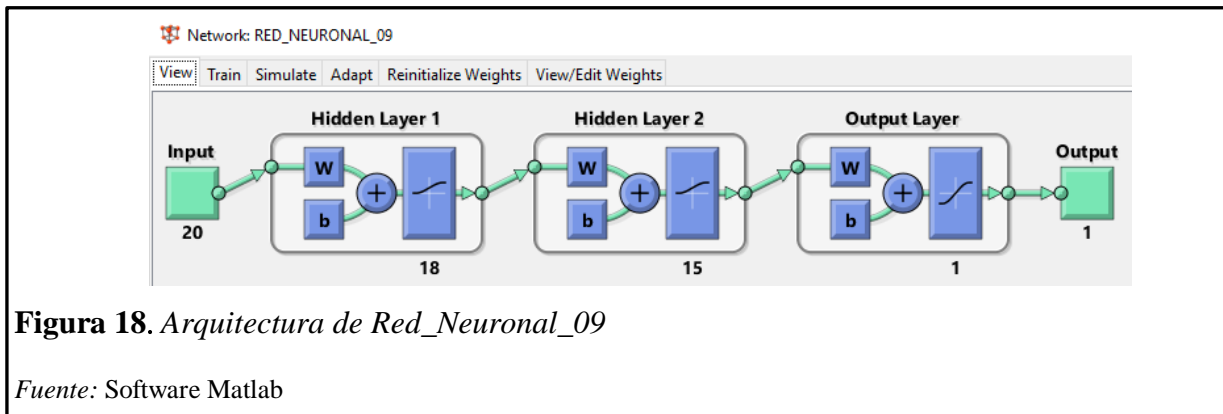 Network: RED_NEURONAL_09
View Train Simulate Adapt Reinitialize Weights View/Edit Weights
Hidden Layer 1 Hidden Layer 2 Output Layer
Input Output
W W W
+ + +
b b b
20 1
18 15 1
Figura 18. Arquitectura de Red_Neuronal_09
Fuente: Software Matlab